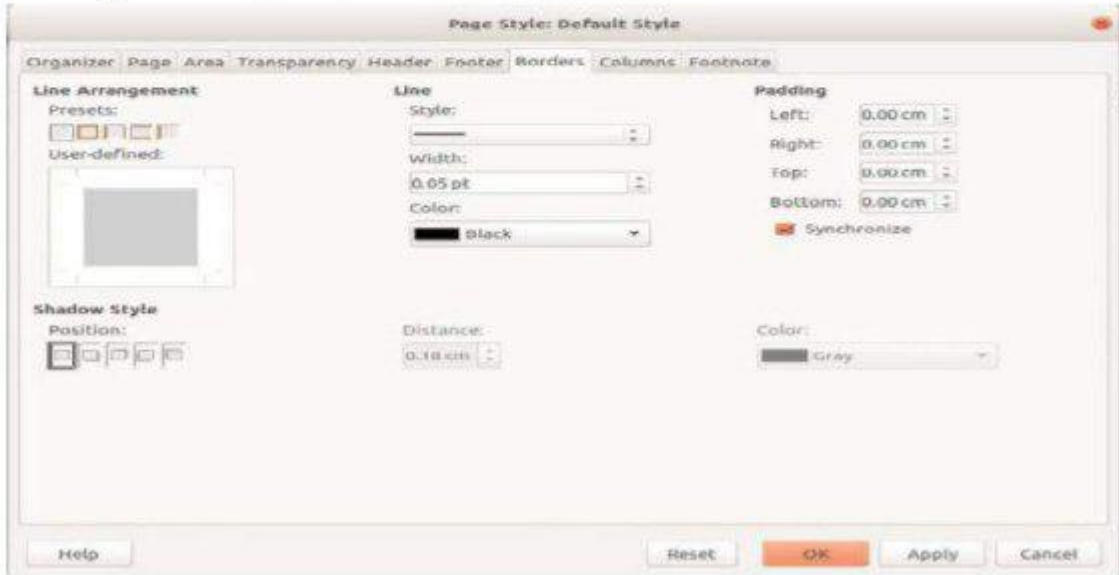 Page Style: Default Style
Organizer Page Area Transparency Header Footer Borders Columns Footnote
Line Arrangement
Presets:
User-defined:
Line
Style:
Width:
0.05 pt
Color:
Black
Padding
Left: 0.00 cm
Right: 0.00 cm
Top: 0.00 cm
Bottom: 0.00 cm
Synchronize
Shadow Style
Position:
Distance:
0.18 cm
Color:
Gray
Help Reset OK Apply Cancel